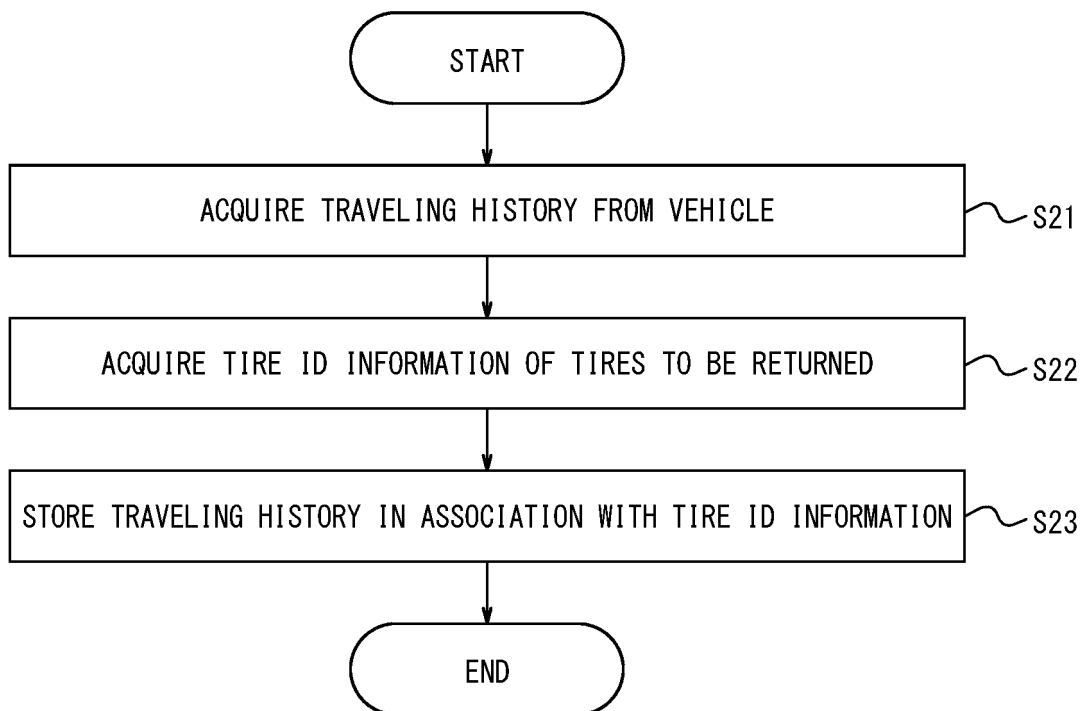 START
ACQUIRE TRAVELING HISTORY FROM VEHICLE
S21
ACQUIRE TIRE ID INFORMATION OF TIRES TO BE RETURNED
S22
STORE TRAVELING HISTORY IN ASSOCIATION WITH TIRE ID INFORMATION
S23
END